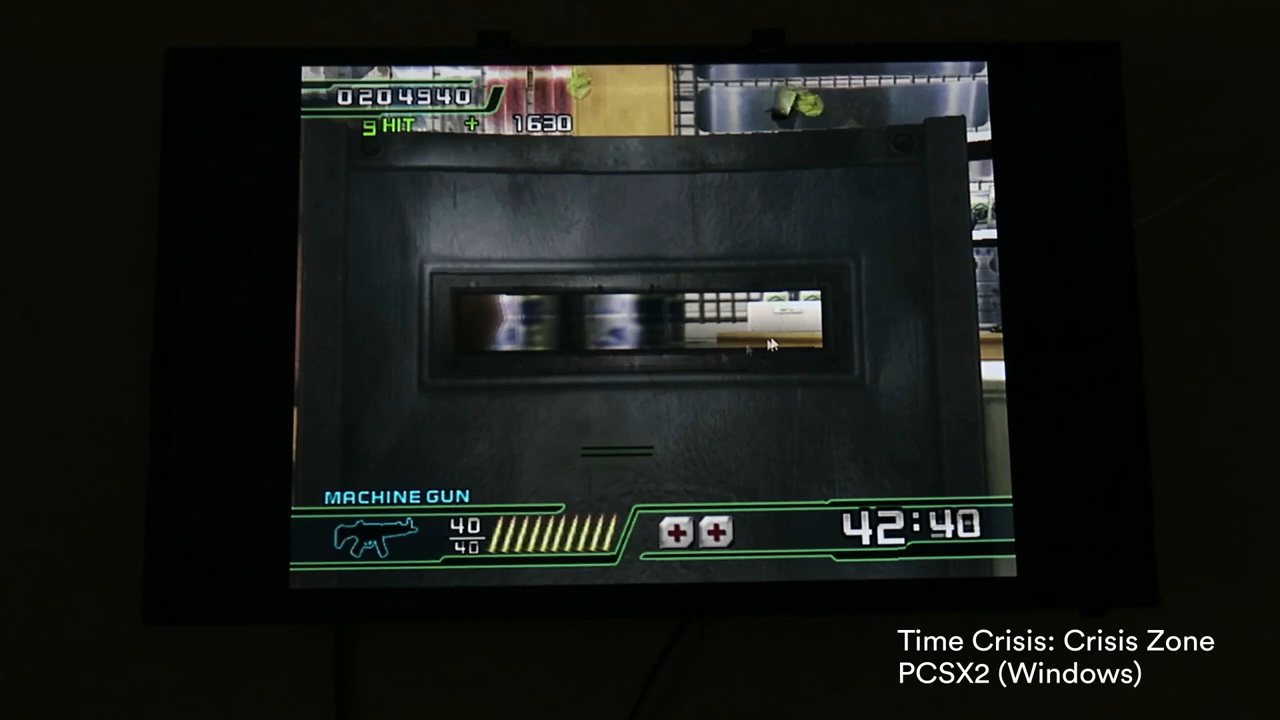 0204940
9 HIT + 1630
MACHINE GUN
40
40
42:40
Time Crisis: Crisis Zone
PCSX2 (Windows)